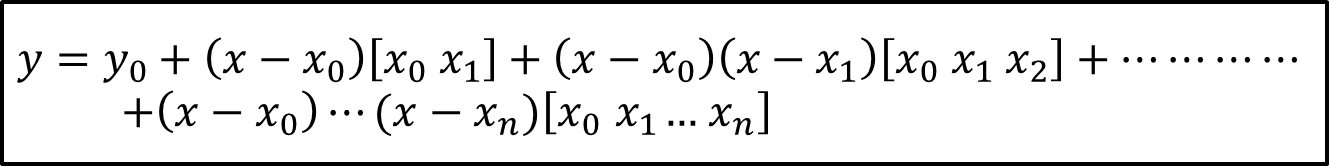 y = y₀ + (x − x₀)[x₀ x₁] + (x − x₀)(x − x₁)[x₀ x₁ x₂] + ⋯ ⋯ ⋯ ⋯
+(x − x₀) ⋯ (x − xₙ)[x₀ x₁ … xₙ]